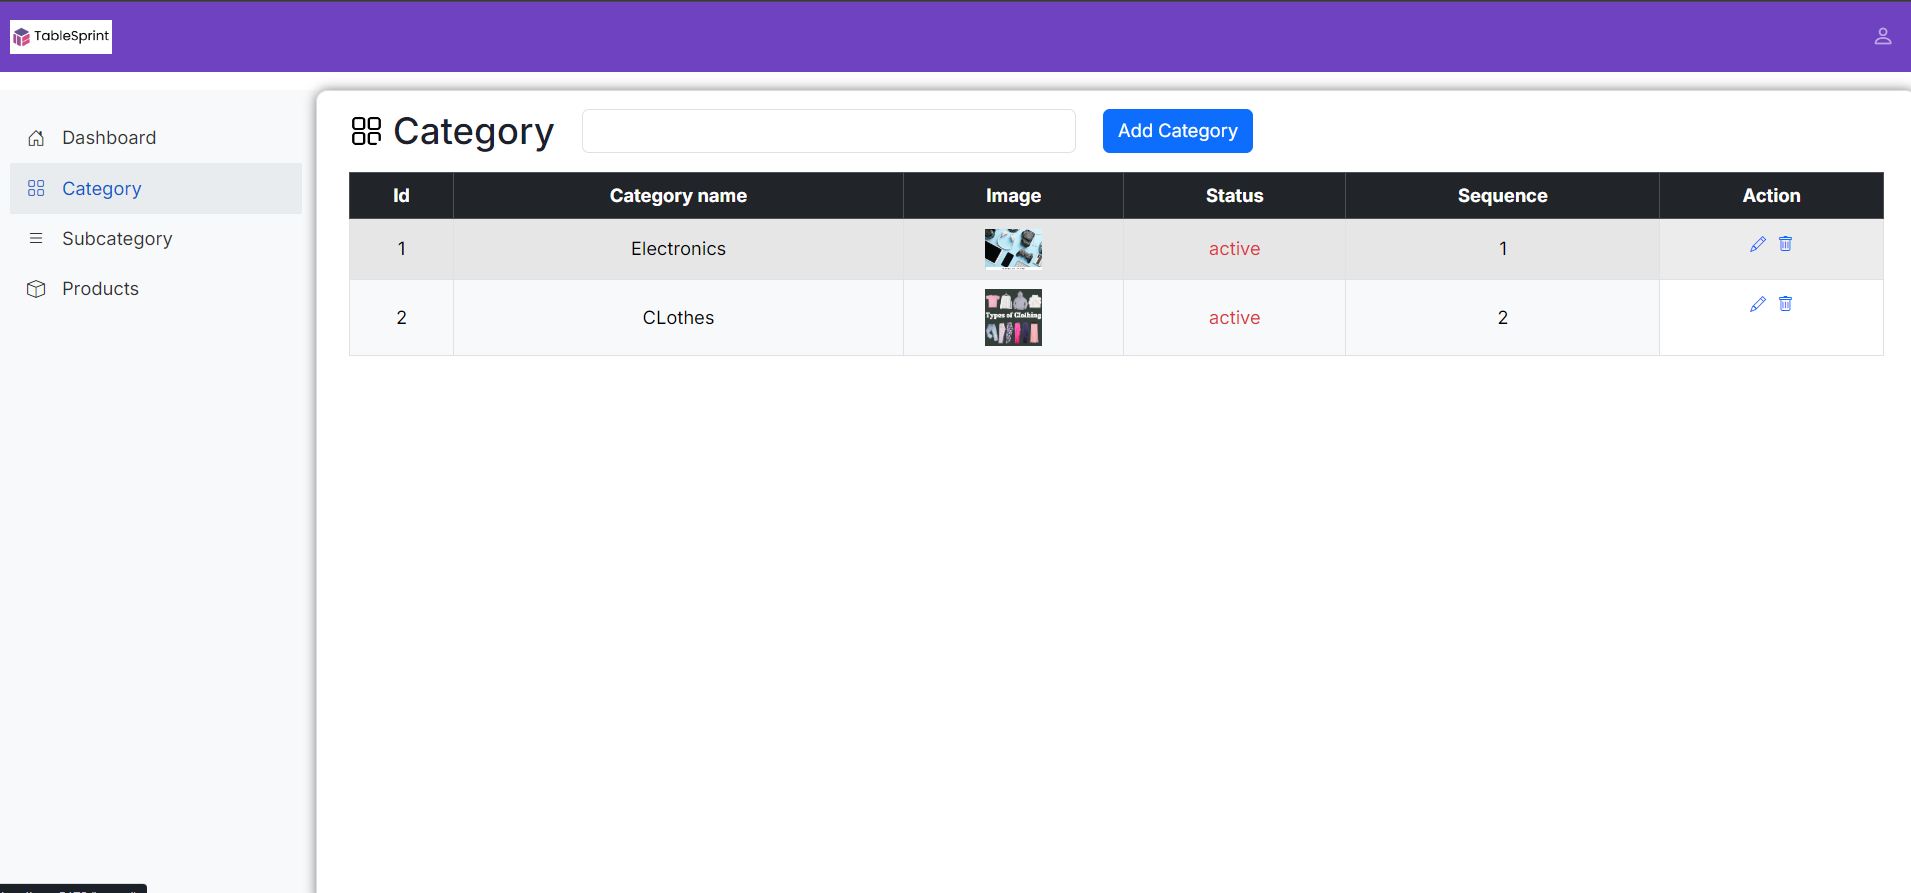 TableSprint
Dashboard
Category
Subcategory
Products
Category
Add Category
Id Category name Image Status Sequence Action
1 Electronics active 1
2 CLothes Types of Clothing active 2